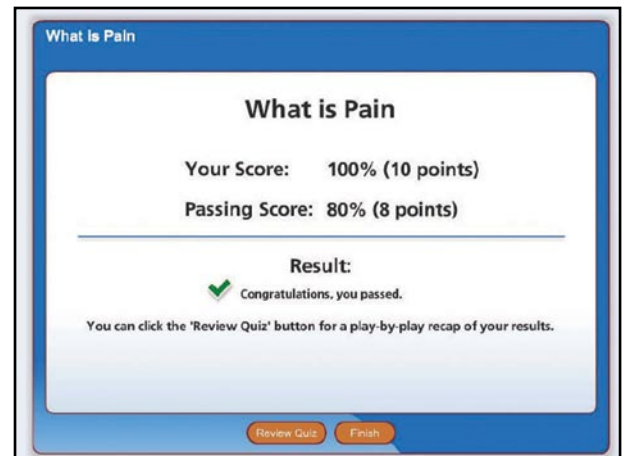 What is Pain
What is Pain
Your Score: 100% (10 points)
Passing Score: 80% (8 points)
Result:
Congratulations, you passed.
You can click the 'Review Quiz' button for a play-by-play recap of your results.
Review Quiz Finish